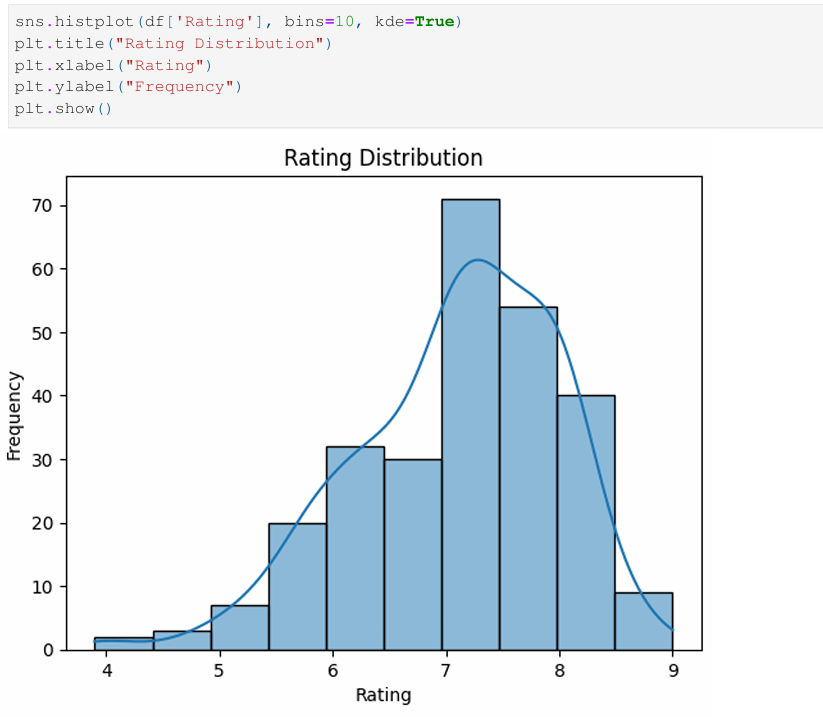 sns.histplot(df['Rating'], bins=10, kde=True)
plt.title("Rating Distribution")
plt.xlabel("Rating")
plt.ylabel("Frequency")
plt.show()
Rating Distribution
70
60
50
40
30
20
10
0
Frequency
4 5 6 7 8 9
Rating